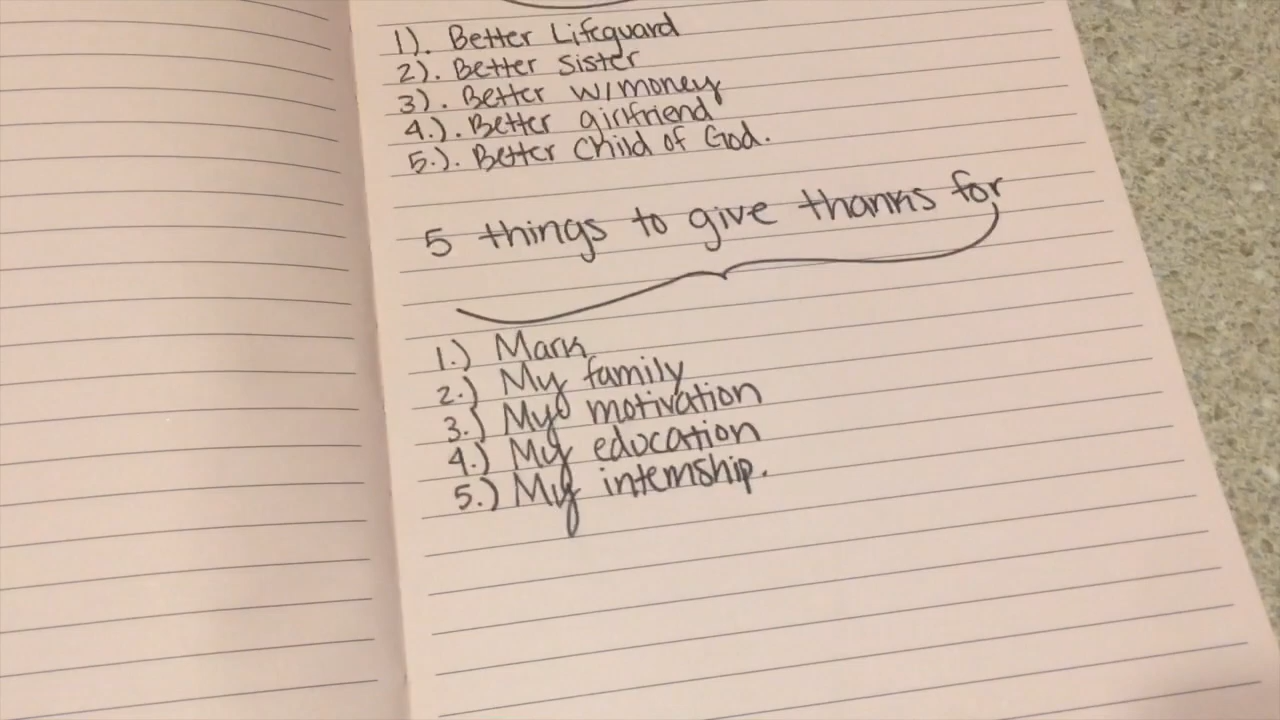 1). Better Lifeguard
2). Better Sister
3). Better w/money
4.). Better girlfriend
5.). Better Child of God.
5 things to give thanks for
1.) Mark
2.) My family
3.) My motivation
4.) My education
5.) My internship.